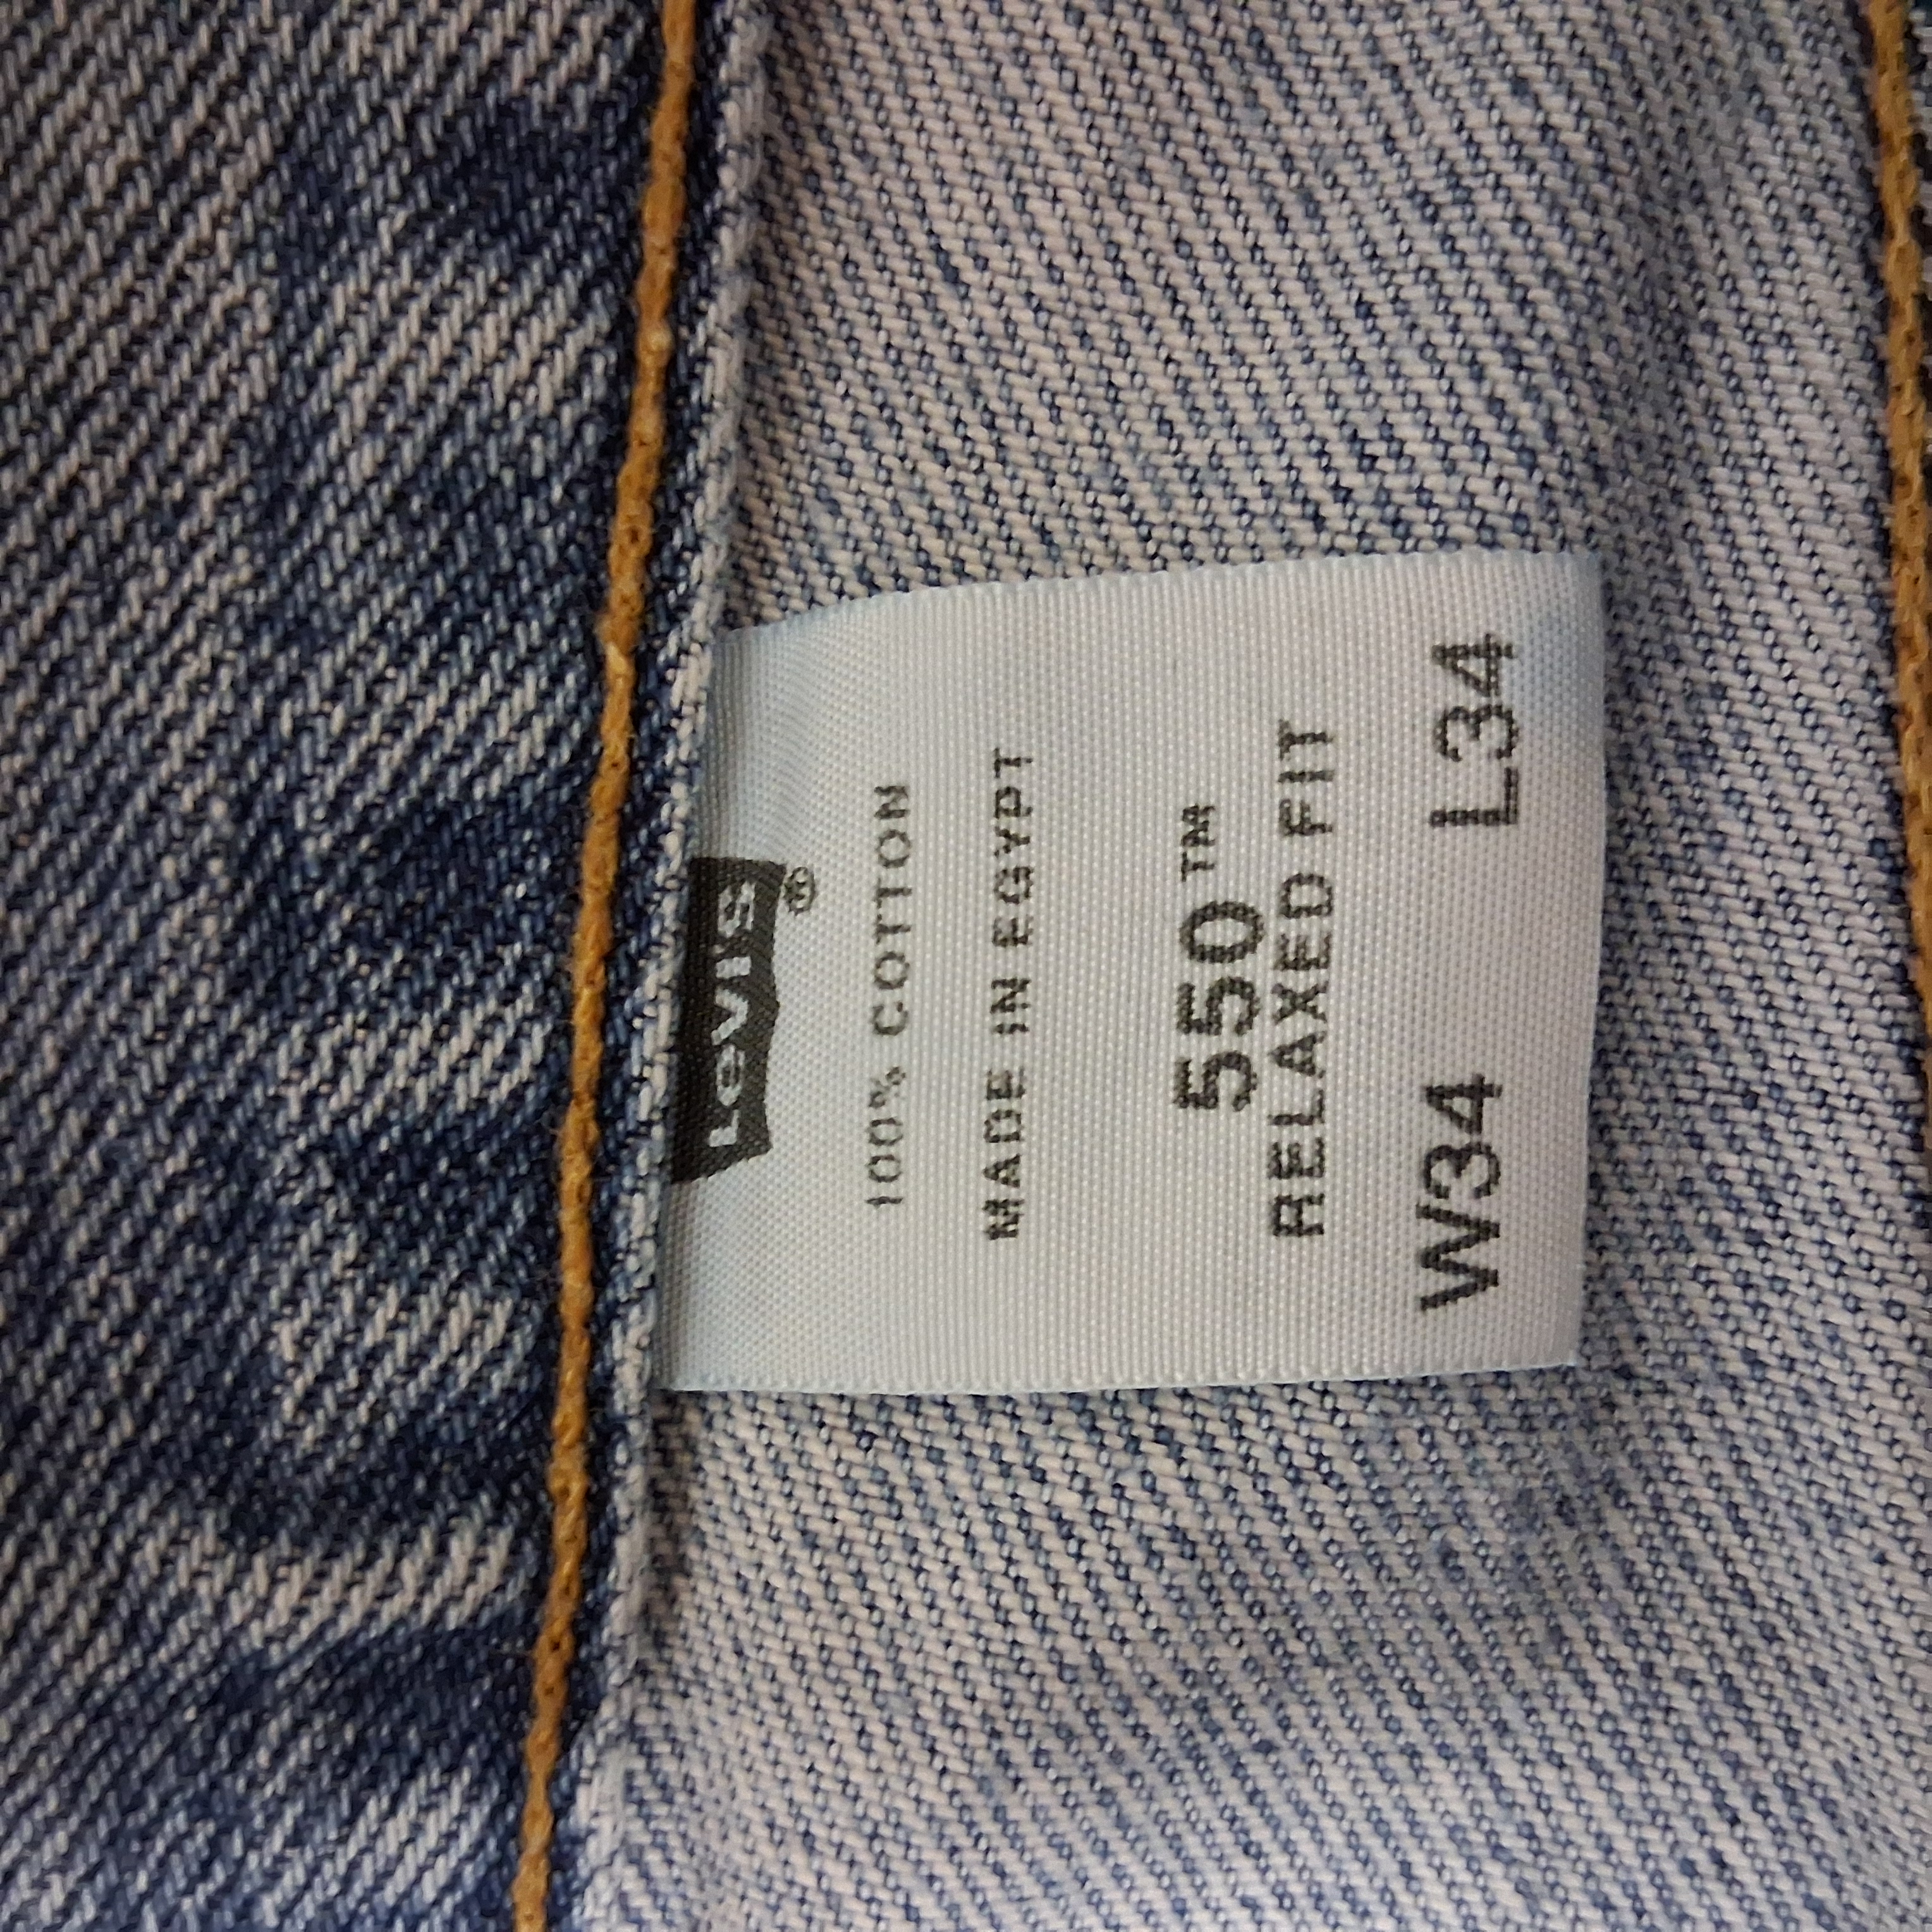 Levi's ®
100% COTTON
MADE IN EGYPT
550™
RELAXED FIT
W34 L34